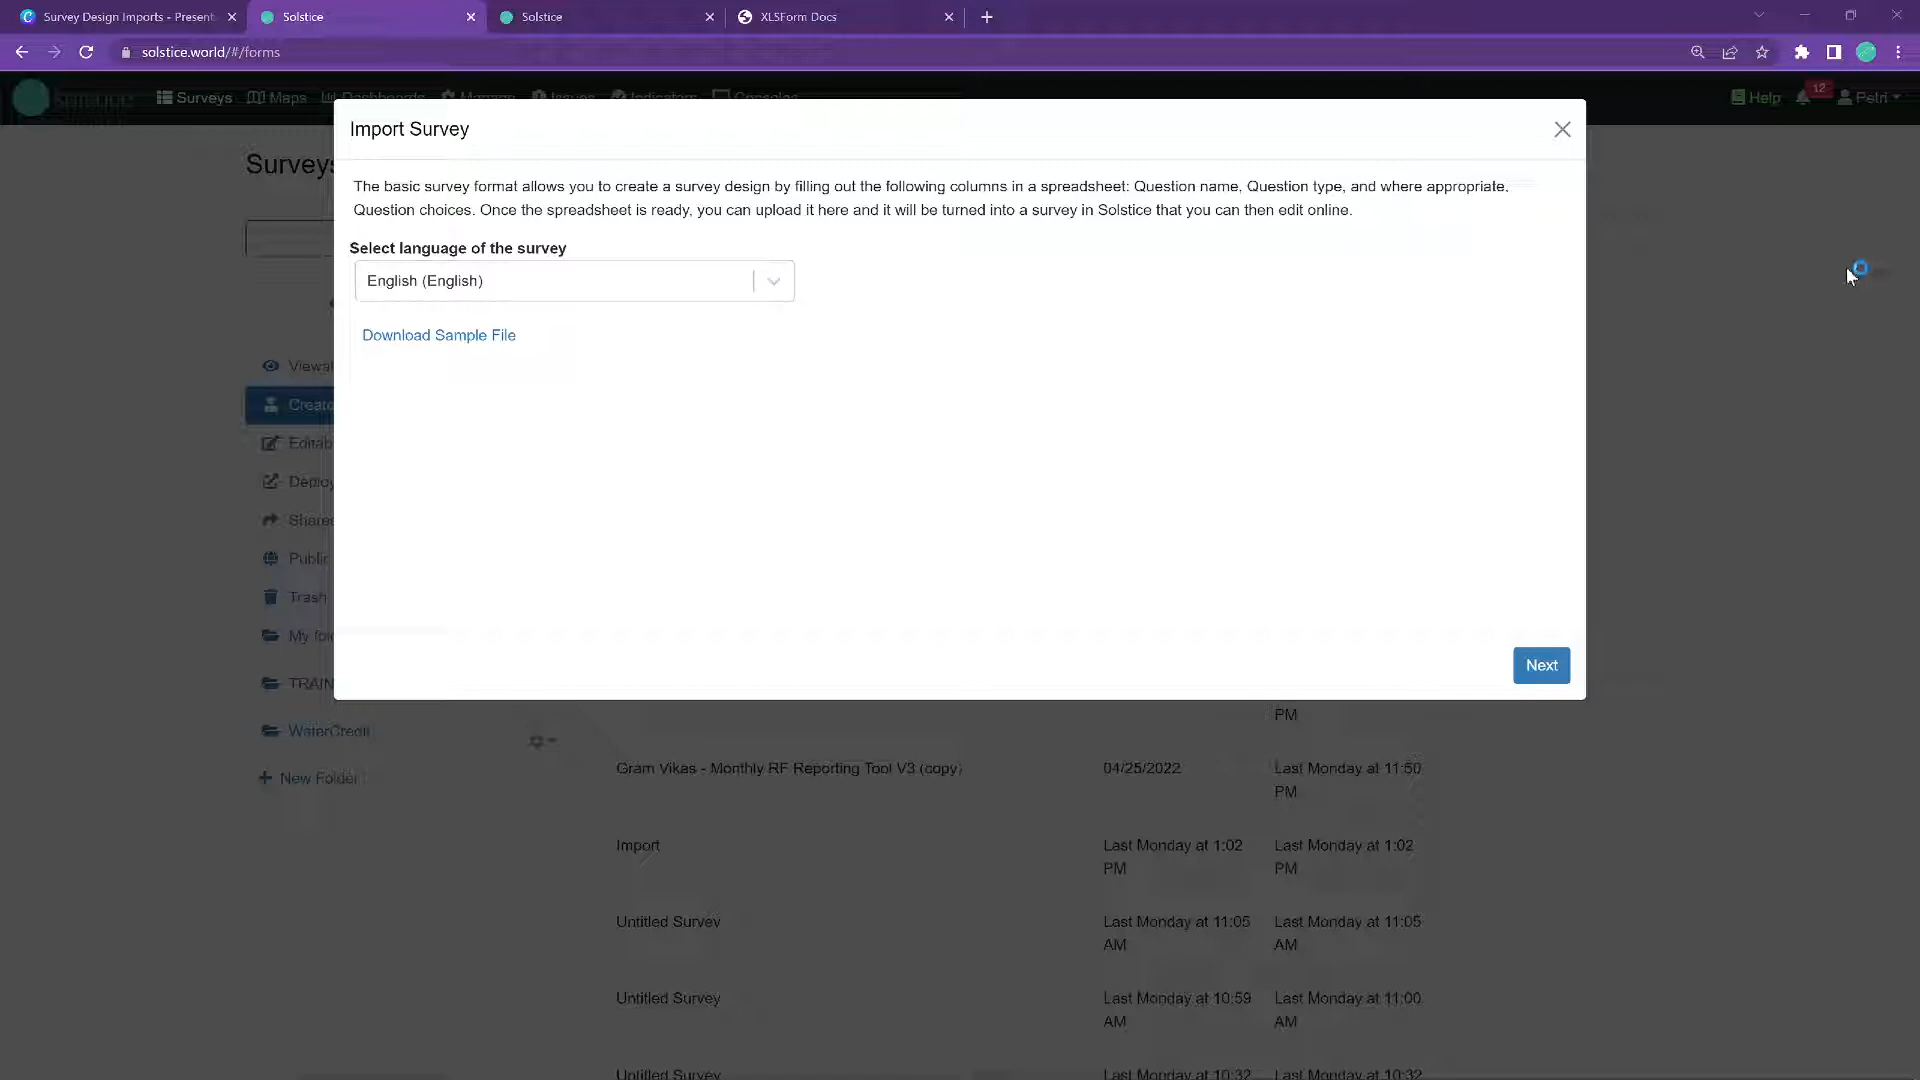 Survey Design Imports - Present
Solstice
Solstice
XLSForm Docs
solstice.world/#/forms
Surveys
Maps
Dashboards
Manage
Issues
Indicators
Consoles
Help
12
Petri
Surveys
Import Survey
The basic survey format allows you to create a survey design by filling out the following columns in a spreadsheet: Question name, Question type, and where appropriate.
Question choices. Once the spreadsheet is ready, you can upload it here and it will be turned into a survey in Solstice that you can then edit online.
Select language of the survey
English (English)
Download Sample File
Next
Public
Trash
WaterCredit
New Folder
PM
Gram Vikas - Monthly RF Reporting Tool V3 (copy)
04/25/2022
Last Monday at 11:50
PM
Import
Last Monday at 1:02
PM
Last Monday at 1:02
PM
Untitled Survey
Last Monday at 11:05
AM
Last Monday at 11:05
AM
Untitled Survey
Last Monday at 10:59
AM
Last Monday at 11:00
AM
Untitled Survey
Last Monday at 10:32
Last Monday at 10:32